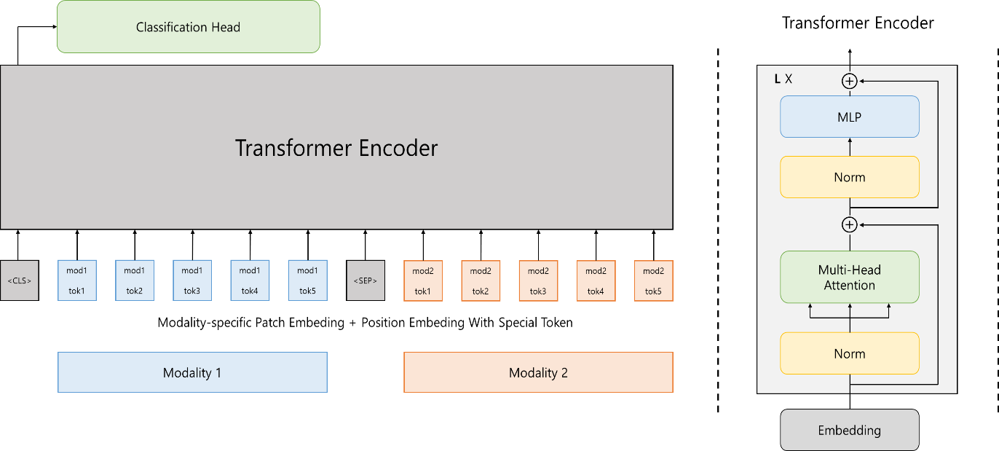 Classification Head
Transformer Encoder
<CLS>
mod1
tok1
mod1
tok2
mod1
tok3
mod1
tok4
mod1
tok5
<SEP>
mod2
tok1
mod2
tok2
mod2
tok3
mod2
tok4
mod2
tok5
Modality-specific Patch Embeding + Position Embeding With Special Token
Modality 1
Modality 2
Transformer Encoder
L X
+
MLP
Norm
+
Multi-Head
Attention
Norm
Embedding